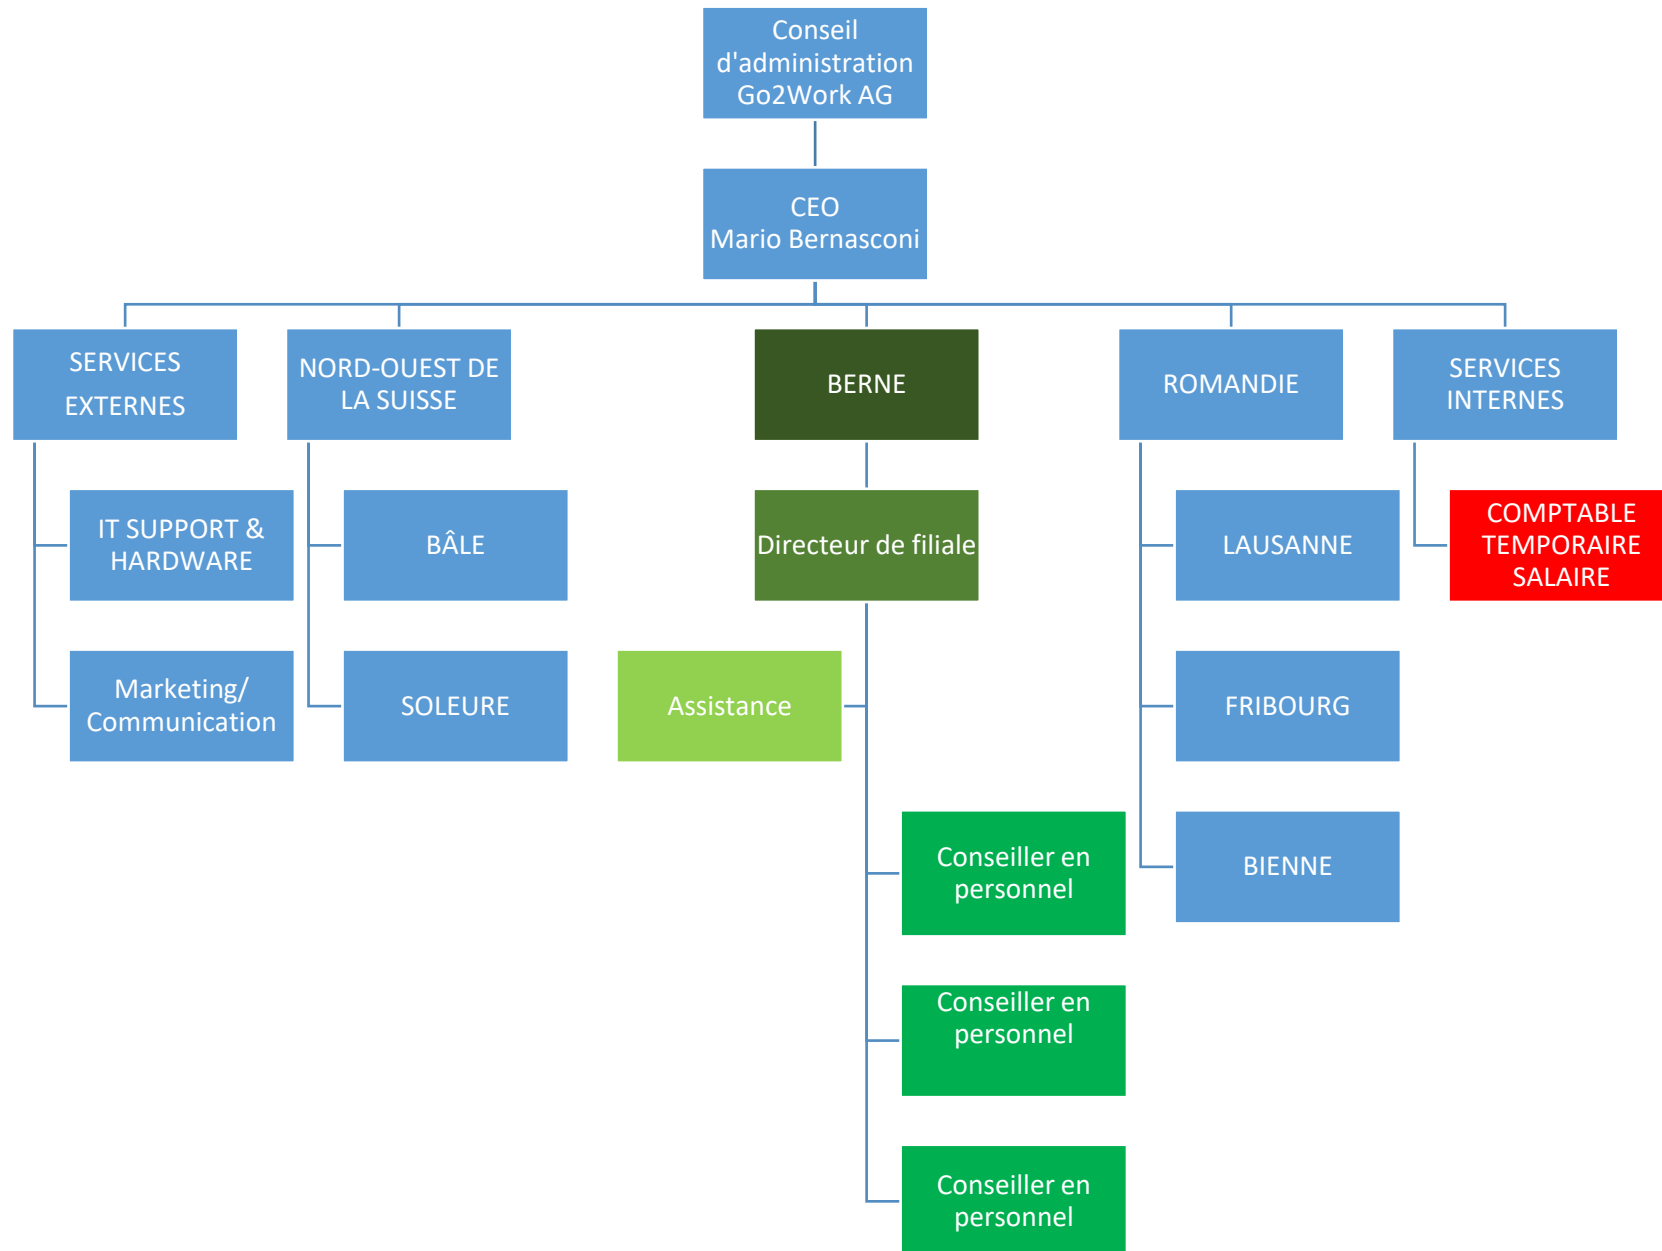 Conseil
d'administration
Go2Work AG
CEO
Mario Bernasconi
SERVICES
EXTERNES
NORD-OUEST DE
LA SUISSE
BERNE
ROMANDIE
SERVICES
INTERNES
IT SUPPORT &
HARDWARE
BÂLE
Directeur de filiale
LAUSANNE
COMPTABLE
TEMPORAIRE
SALAIRE
Marketing/
Communication
SOLEURE
Assistance
FRIBOURG
Conseiller en
personnel
BIENNE
Conseiller en
personnel
Conseiller en
personnel